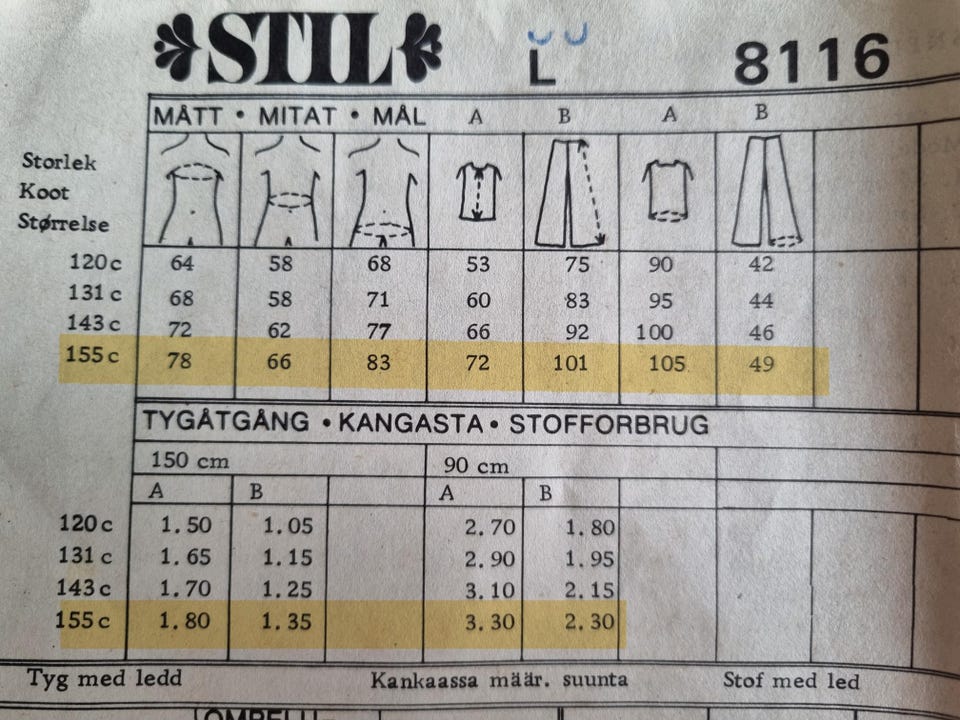 STIL L 8116
MÅTT • MITAT • MÅL A B A B
Storlek
Koot
Størrelse
120 c 64 58 68 53 75 90 42
131 c 68 58 71 60 83 95 44
143 c 72 62 77 66 92 100 46
155 c 78 66 83 72 101 105 49
TYGÅTGÅNG • KANGASTA • STOFFORBRUG
150 cm 90 cm
A B A B
120 c 1.50 1.05 2.70 1.80
131 c 1.65 1.15 2.90 1.95
143 c 1.70 1.25 3.10 2.15
155 c 1.80 1.35 3.30 2.30
Tyg med ledd Kankaassa määr. suunta Stof med led